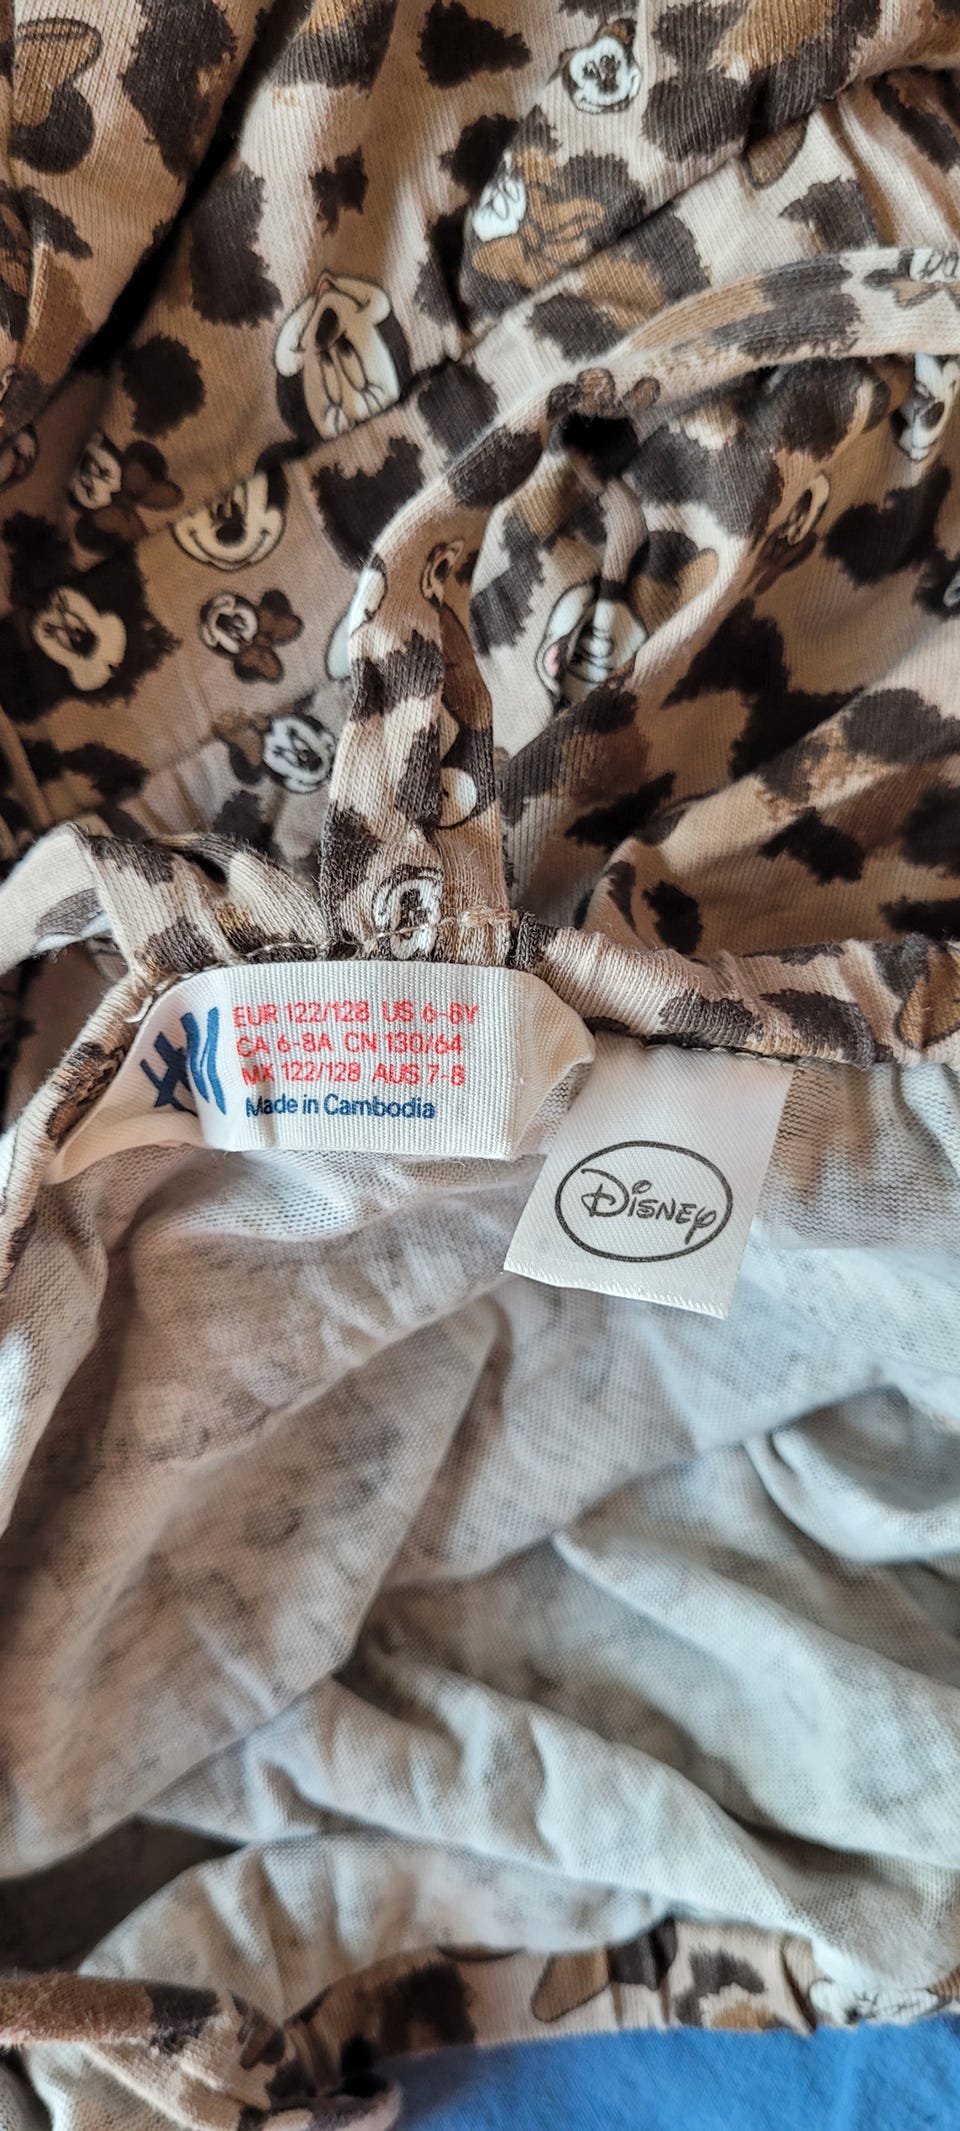 H&M
EUR 122/128 US 6-8Y
CA 6-8A CN 130/64
MX 122/128 AUS 7-8
Made in Cambodia
Disney